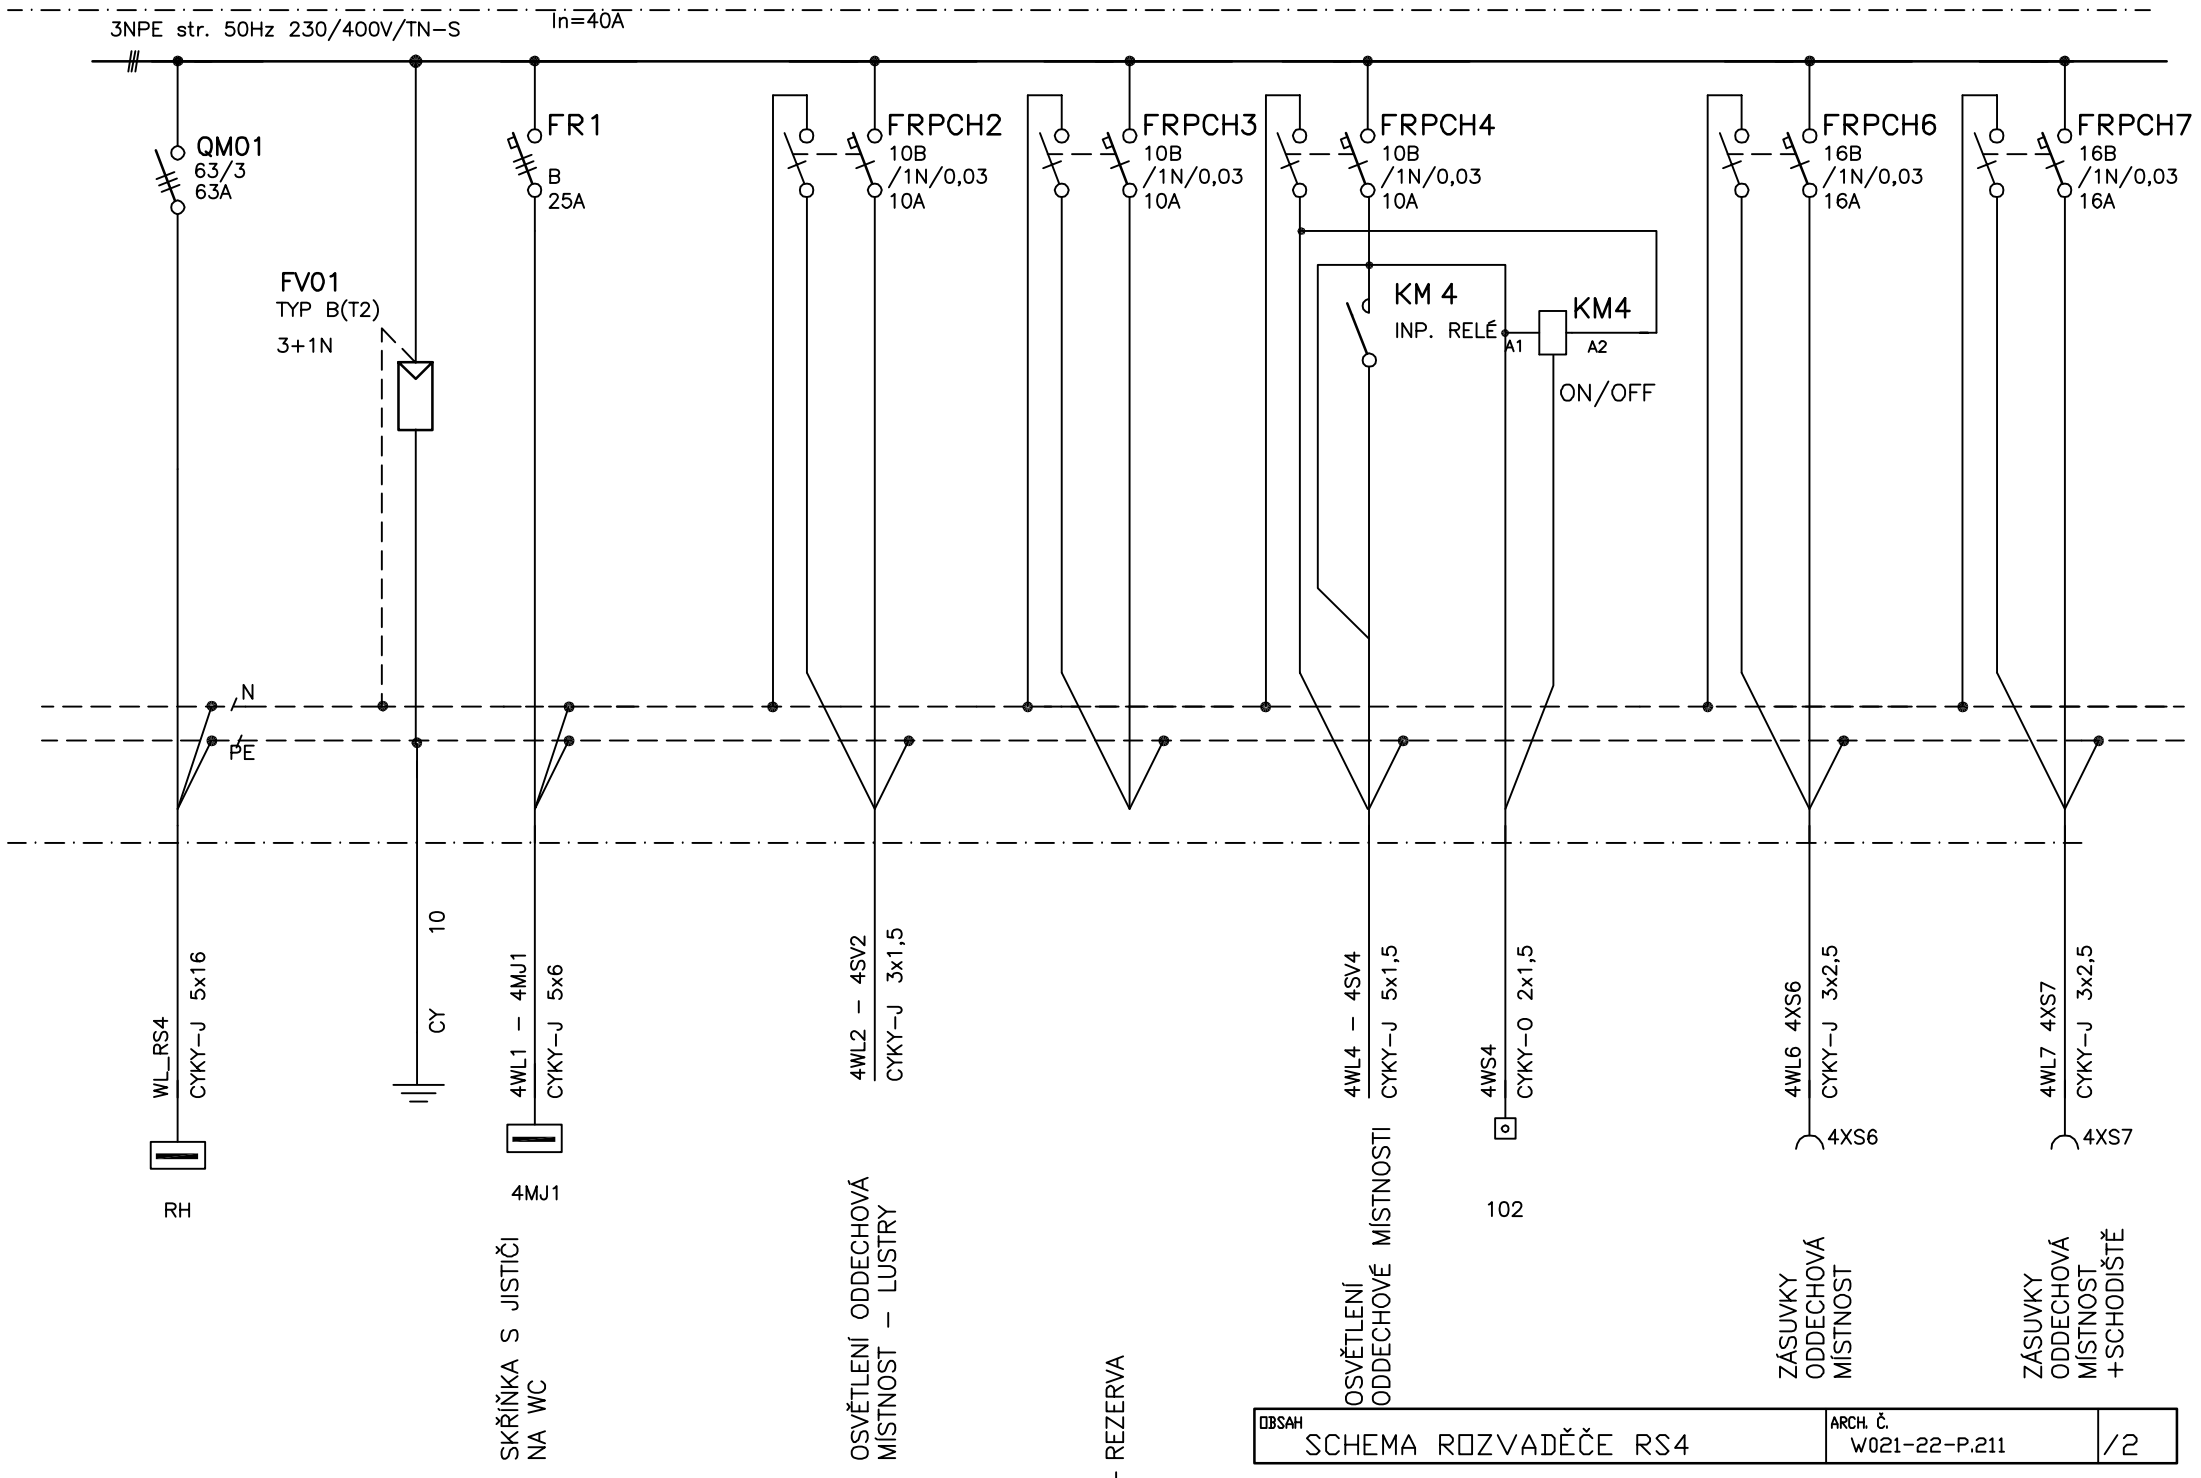 3NPE str. 50Hz 230/400V/TN-S
In=40A
QM01
63/3
63A
FV01
TYP B(T2)
3+1N
FR1
B
25A
FRPCH2
10B
/1N/0,03
10A
FRPCH3
10B
/1N/0,03
10A
FRPCH4
10B
/1N/0,03
10A
KM 4
INP. RELÉ
A1
KM4
A2
ON/OFF
FRPCH6
16B
/1N/0,03
16A
FRPCH7
16B
/1N/0,03
16A
N
PE
WL_RS4
CYKY-J 5x16
RH
CY 10
4WL1 - 4MJ1
CYKY-J 5x6
4MJ1
SKŘÍŇKA S JISTIČI
NA WC
4WL2 - 4SV2
CYKY-J 3x1,5
OSVĚTLENÍ ODDECHOVÁ
MÍSTNOST - LUSTRY
- REZERVA
4WL4 - 4SV4
CYKY-J 5x1,5
OSVĚTLENÍ
ODDECHOVÉ MÍSTNOSTI
4WS4
CYKY-O 2x1,5
102
4WL6 4XS6
CYKY-J 3x2,5
4XS6
ZÁSUVKY
ODDECHOVÁ
MÍSTNOST
4WL7 4XS7
CYKY-J 3x2,5
4XS7
ZÁSUVKY
ODDECHOVÁ
MÍSTNOST
+SCHODIŠTĚ
OBSAH
SCHEMA ROZVADĚČE RS4
ARCH. Č.
W021-22-P.211
/2